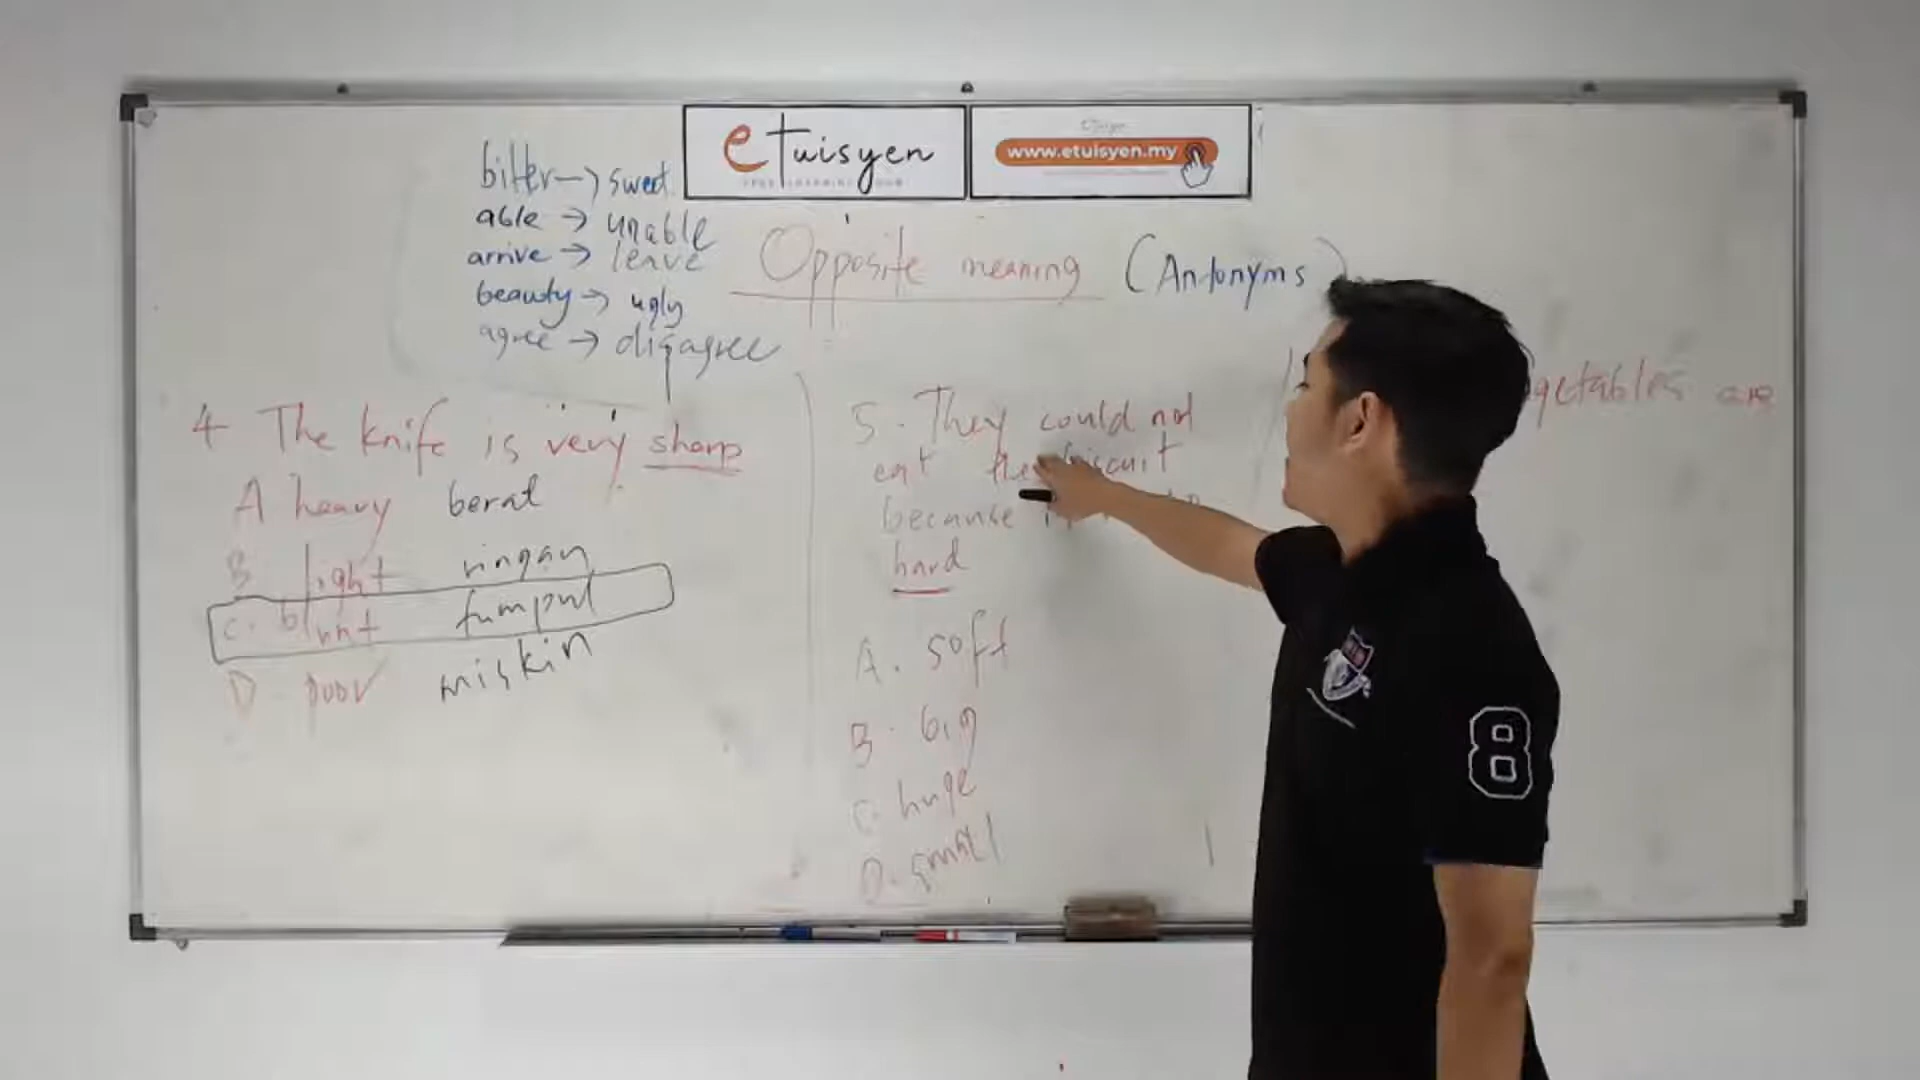 etuisyen
www.etuisyen.my
bitter → sweet
able → unable
arrive → leave
beauty → ugly
agree → disagree
Opposite meaning (Antonyms)
4 The knife is very sharp
A heavy berat
B light ringan
C. blunt tumpul
D poor miskin
5. They could not
eat the biscuit
because
hard
A. soft
B. big
C. huge
D. small
are
8